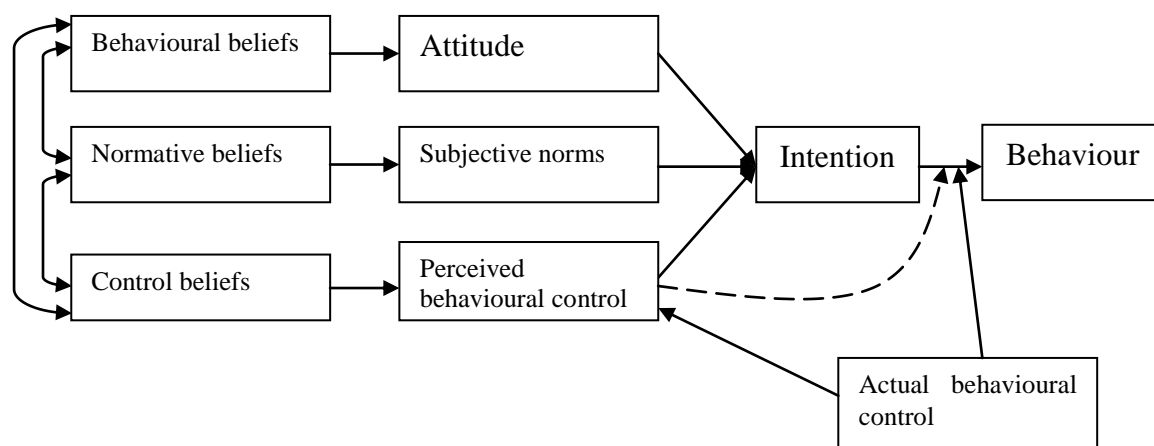 Behavioural beliefs
Attitude
Normative beliefs
Subjective norms
Intention
Behaviour
Control beliefs
Perceived
behavioural control
Actual behavioural
control